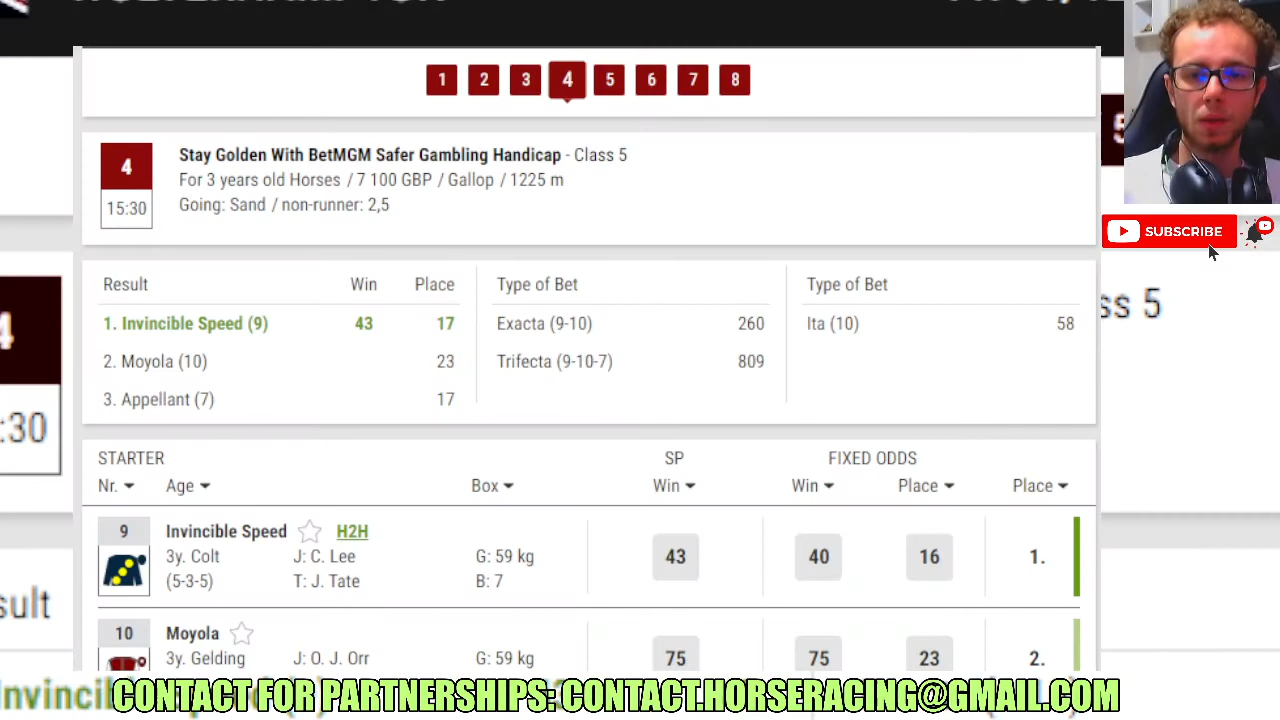 1 2 3 4 5 6 7 8
4
15:30
Stay Golden With BetMGM Safer Gambling Handicap - Class 5
For 3 years old Horses / 7 100 GBP / Gallop / 1225 m
Going: Sand / non-runner: 2,5
SUBSCRIBE
Result Win Place
1. Invincible Speed (9) 43 17
2. Moyola (10) 23
3. Appellant (7) 17
Type of Bet
Exacta (9-10) 260
Trifecta (9-10-7) 809
Type of Bet
Ita (10) 58
ss 5
:30
sult
STARTER SP FIXED ODDS
Nr. Age Box Win Win Place Place
9 Invincible Speed H2H
3y. Colt J: C. Lee G: 59 kg 43 40 16 1.
(5-3-5) T: J. Tate B: 7
10 Moyola
3y. Gelding J: O. J. Orr G: 59 kg 75 75 23 2.
CONTACT FOR PARTNERSHIPS: CONTACT.HORSERACING@GMAIL.COM